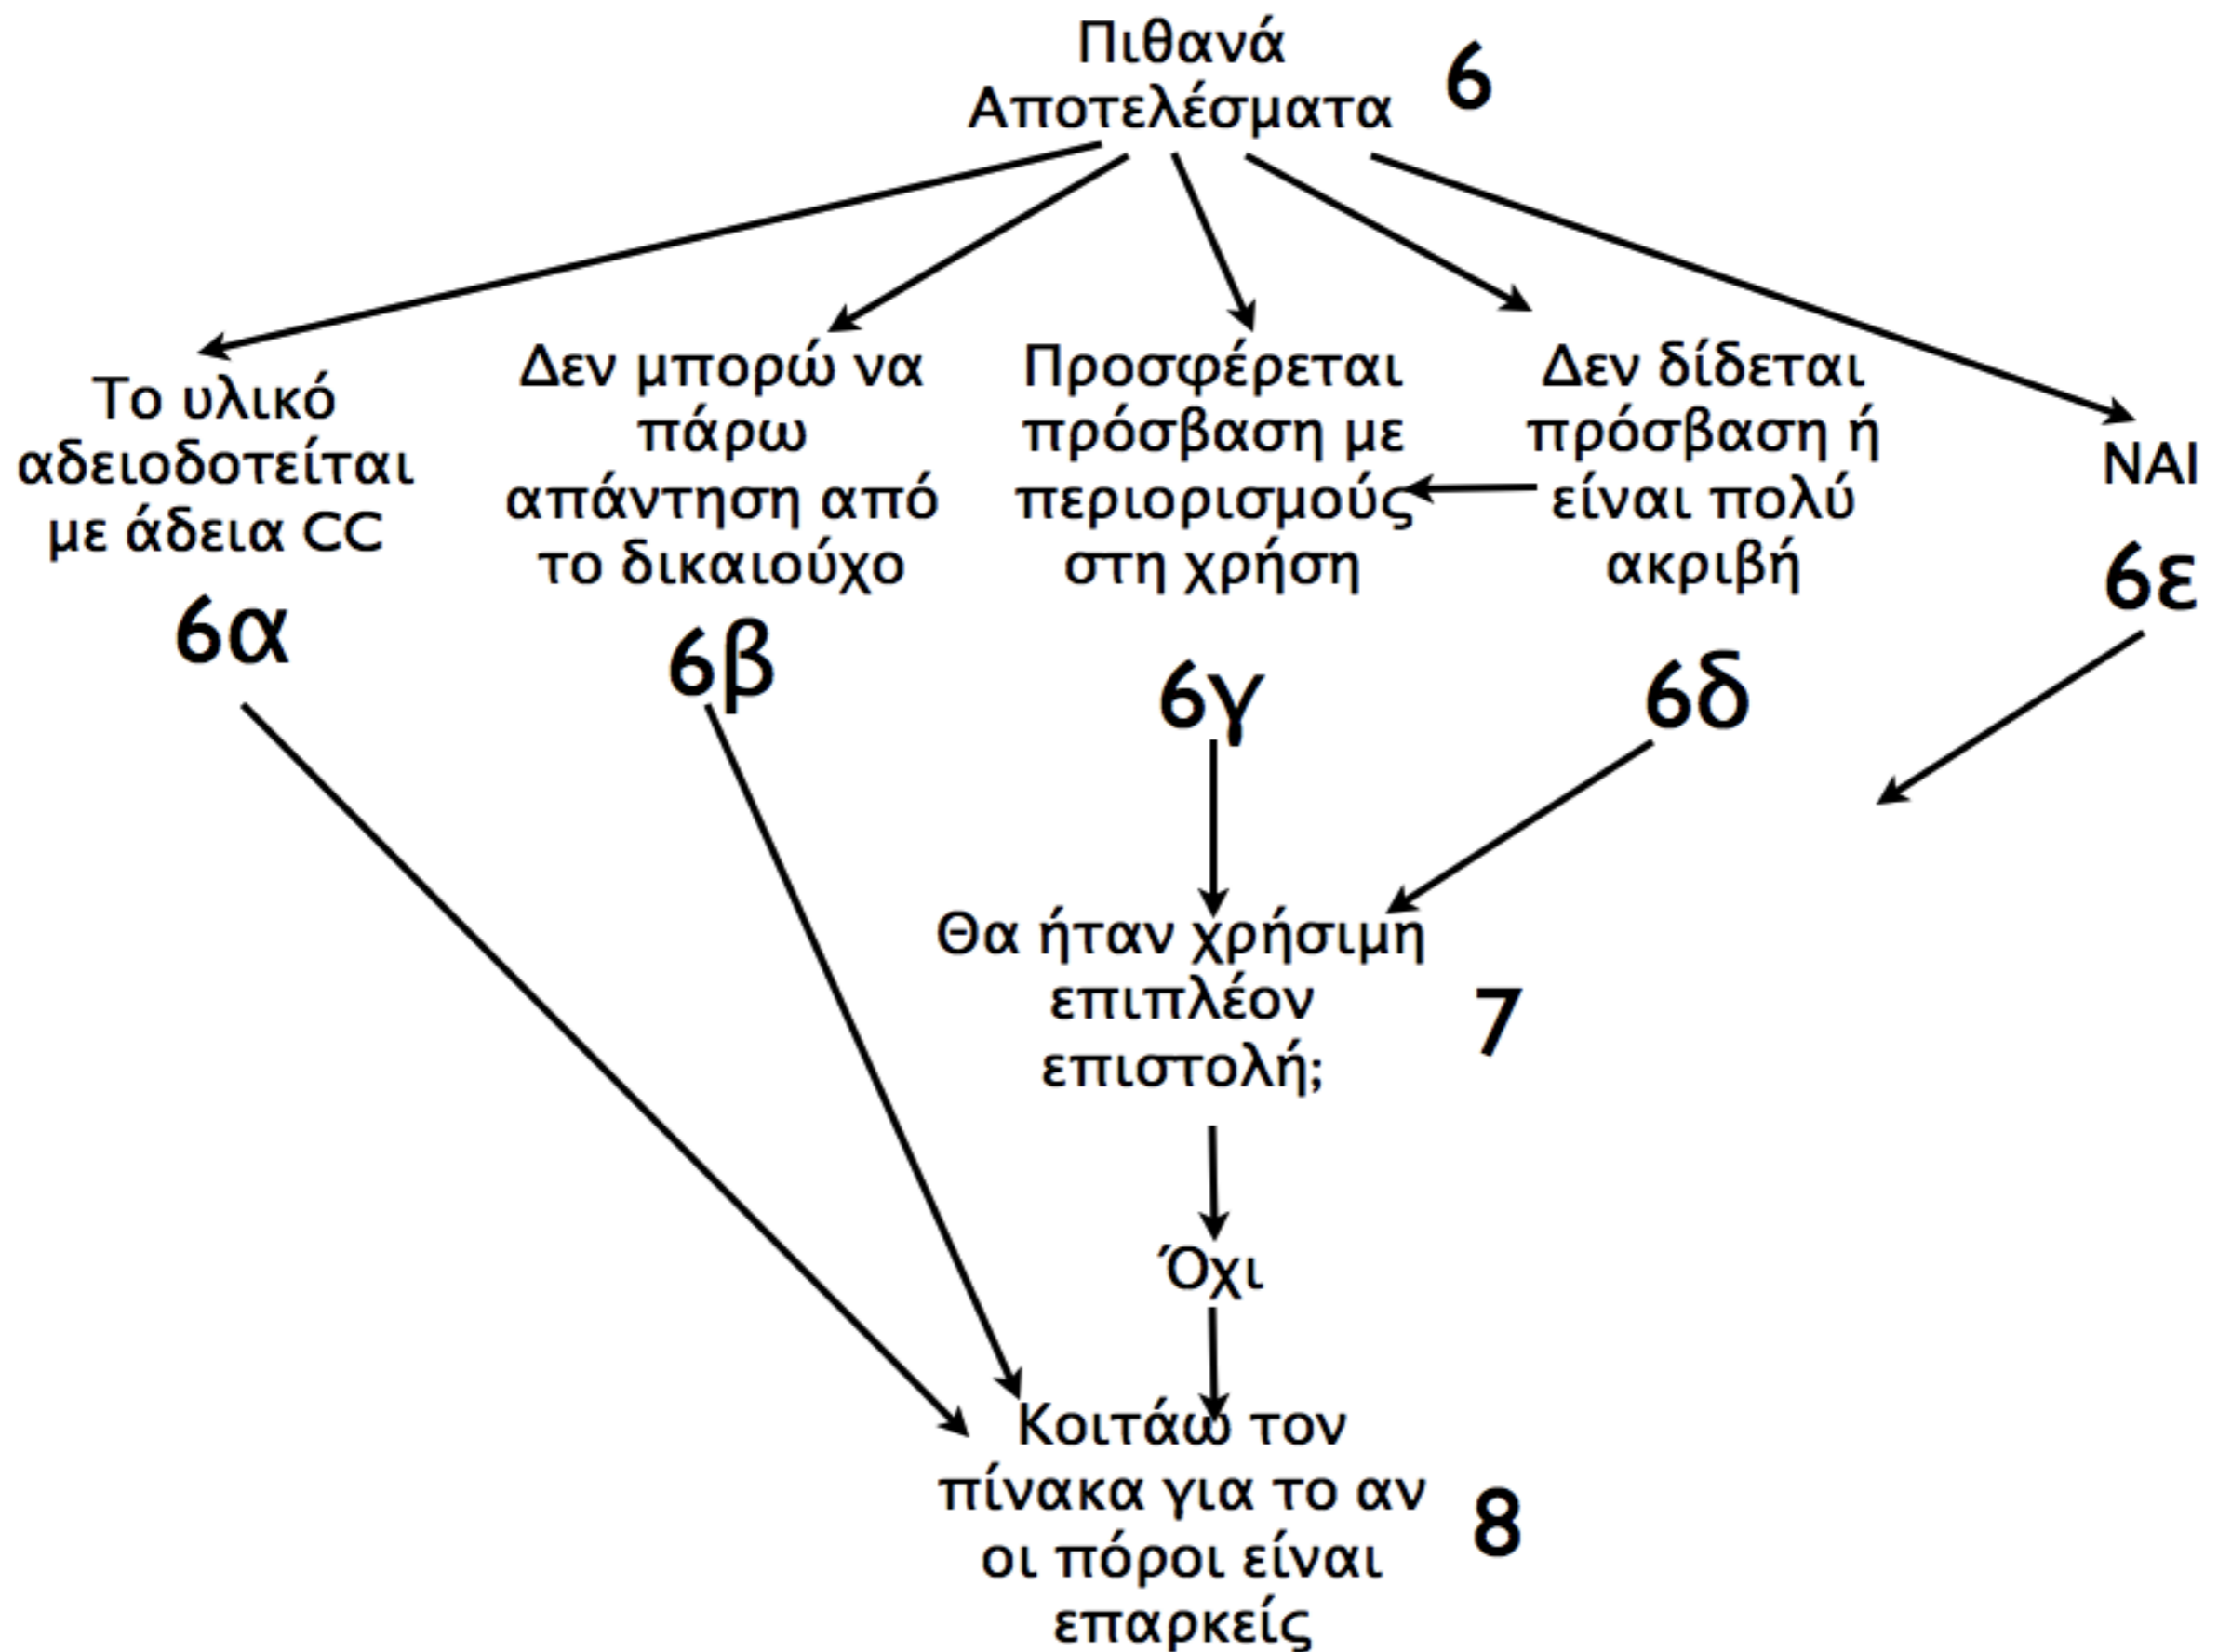 Πιθανά
Αποτελέσματα
6
Το υλικό
αδειοδοτείται
με άδεια CC
6α
Δεν μπορώ να
πάρω
απάντηση από
το δικαιούχο
6β
Προσφέρεται
πρόσβαση με
περιορισμούς
στη χρήση
6γ
Δεν δίδεται
πρόσβαση ή
είναι πολύ
ακριβή
6δ
ΝΑΙ
6ε
Θα ήταν χρήσιμη
επιπλέον
επιστολή;
7
Όχι
Κοιτάω τον
πίνακα για το αν
οι πόροι είναι
επαρκείς
8